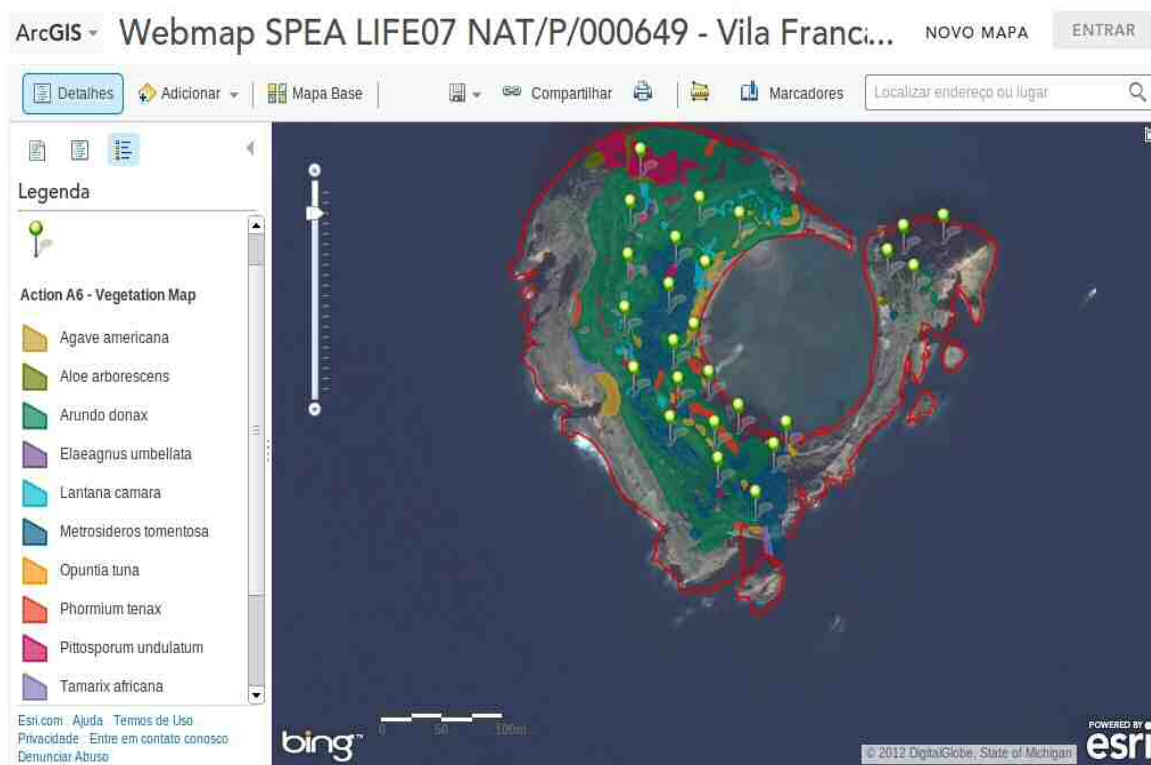 ArcGIS Webmap SPEA LIFE07 NAT/P/000649 - Vila Franc... NOVO MAPA ENTRAR
Detalhes Adicionar Mapa Base Compartilhar Marcadores Localizar endereço ou lugar
Legenda
Action A6 - Vegetation Map
Agave americana
Aloe arborescens
Arundo donax
Elaeagnus umbellata
Lantana camara
Metrosideros tomentosa
Opuntia tuna
Phormium tenax
Pittosporum undulatum
Tamarix africana
Esri.com Ajuda Termos de Uso
Privacidade Entre em contato conosco
Denunciar Abuso
0 50 100m
bing™
© 2012 DigitalGlobe, State of Michigan
POWERED BY
esri